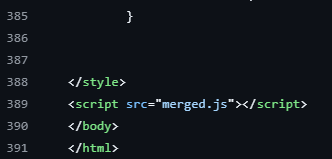 385 }
386
387
388 </style>
389 <script src="merged.js"></script>
390 </body>
391 </html>